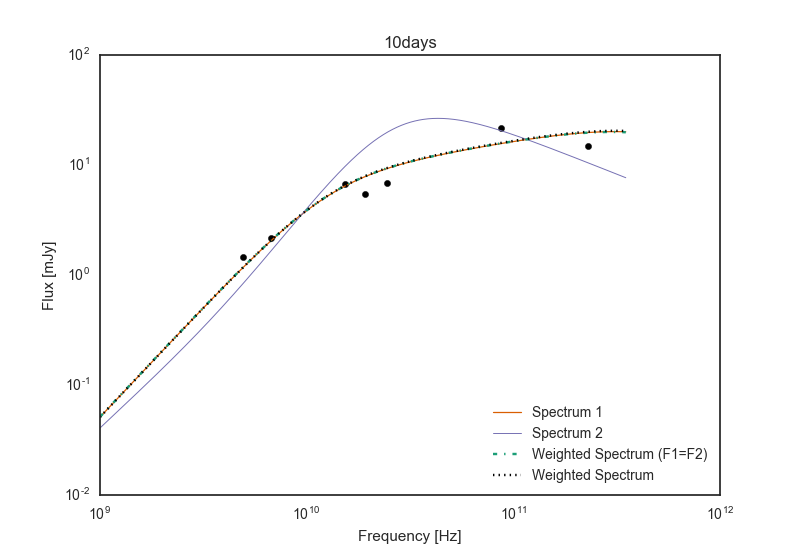 10days
10²
10¹
10⁰
10⁻¹
10⁻²
Flux [mJy]
10⁹
10¹⁰
10¹¹
10¹²
Frequency [Hz]
Spectrum 1
Spectrum 2
Weighted Spectrum (F1=F2)
Weighted Spectrum